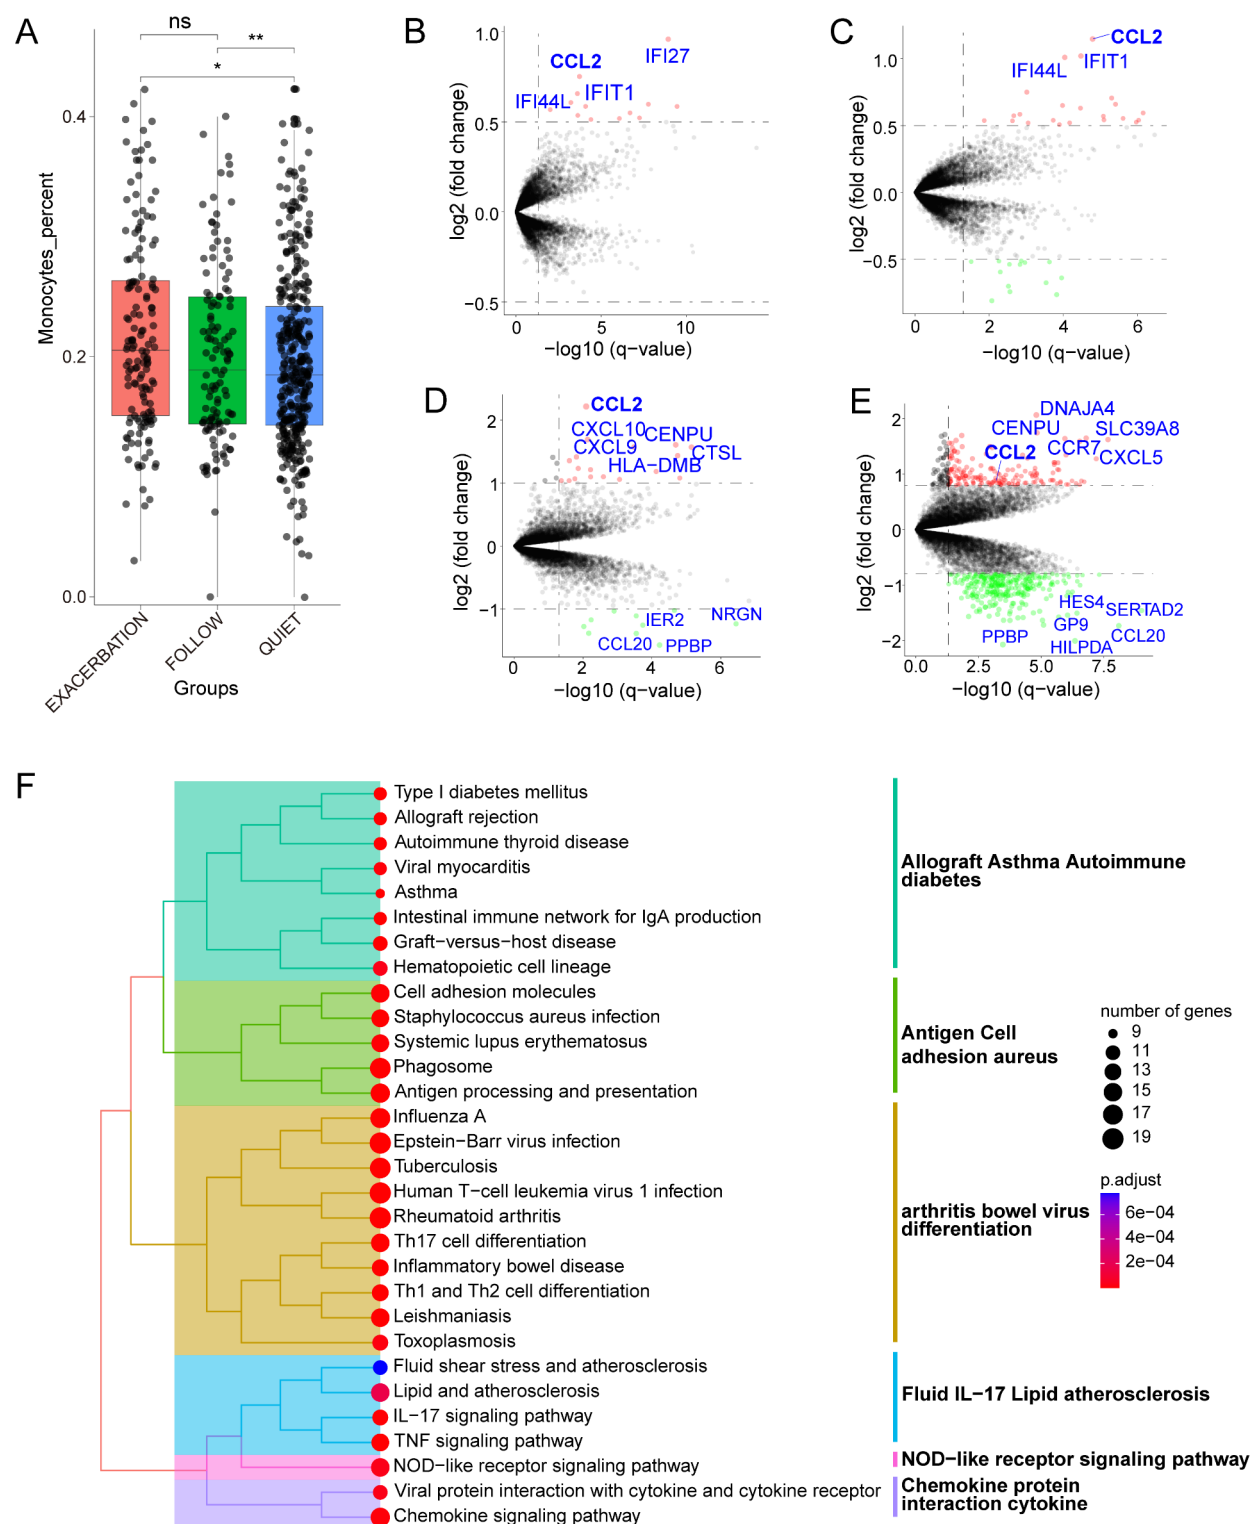 A
ns
**
*
Monocytes_percent
0.4
0.2
0.0
EXACERBATION
FOLLOW
QUIET
Groups
B
1.0
0.5
0.0
−0.5
log2 (fold change)
CCL2
IFI27
IFI44L
IFIT1
0
5
10
−log10 (q−value)
C
1.0
0.5
0.0
−0.5
log2 (fold change)
CCL2
IFI44L
IFIT1
0
2
4
6
−log10 (q−value)
D
2
1
0
−1
log2 (fold change)
CCL2
CXCL10
CENPU
CXCL9
CTSL
HLA−DMB
IER2
NRGN
CCL20
PPBP
0
2
4
6
−log10 (q−value)
E
2
1
0
−1
−2
log2 (fold change)
DNAJA4
CENPU
SLC39A8
CCL2
CCR7
CXCL5
HES4
SERTAD2
GP9
PPBP
CCL20
HILPDA
0.0
2.5
5.0
7.5
−log10 (q−value)
F
Type I diabetes mellitus
Allograft rejection
Autoimmune thyroid disease
Viral myocarditis
Asthma
Intestinal immune network for IgA production
Graft−versus−host disease
Hematopoietic cell lineage
Cell adhesion molecules
Staphylococcus aureus infection
Systemic lupus erythematosus
Phagosome
Antigen processing and presentation
Influenza A
Epstein−Barr virus infection
Tuberculosis
Human T−cell leukemia virus 1 infection
Rheumatoid arthritis
Th17 cell differentiation
Inflammatory bowel disease
Th1 and Th2 cell differentiation
Leishmaniasis
Toxoplasmosis
Fluid shear stress and atherosclerosis
Lipid and atherosclerosis
IL−17 signaling pathway
TNF signaling pathway
NOD−like receptor signaling pathway
Viral protein interaction with cytokine and cytokine receptor
Chemokine signaling pathway
Allograft Asthma Autoimmune
diabetes
Antigen Cell
adhesion aureus
arthritis bowel virus
differentiation
Fluid IL−17 Lipid atherosclerosis
NOD−like receptor signaling pathway
Chemokine protein
interaction cytokine
number of genes
9
11
13
15
17
19
p.adjust
6e−04
4e−04
2e−04